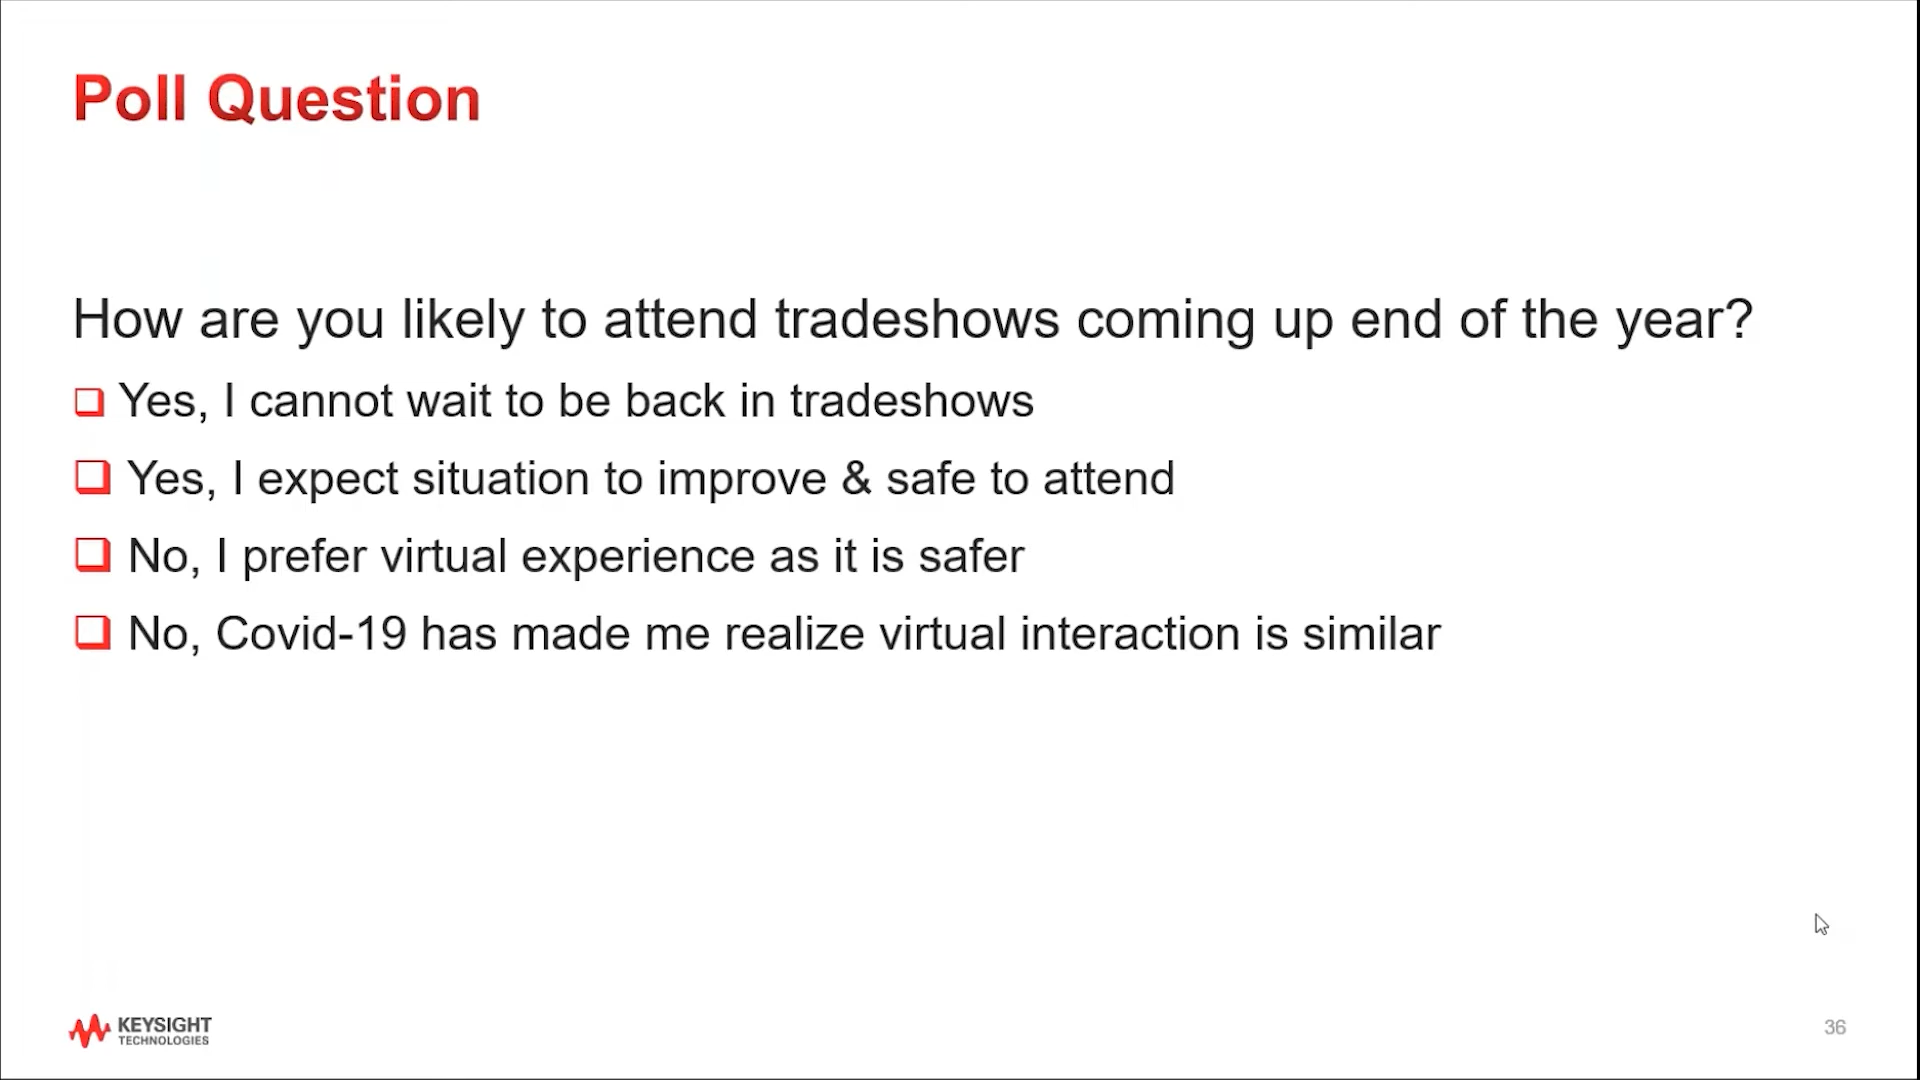 Poll Question
How are you likely to attend tradeshows coming up end of the year?
Yes, I cannot wait to be back in tradeshows
Yes, I expect situation to improve & safe to attend
No, I prefer virtual experience as it is safer
No, Covid-19 has made me realize virtual interaction is similar
KEYSIGHT
TECHNOLOGIES
36